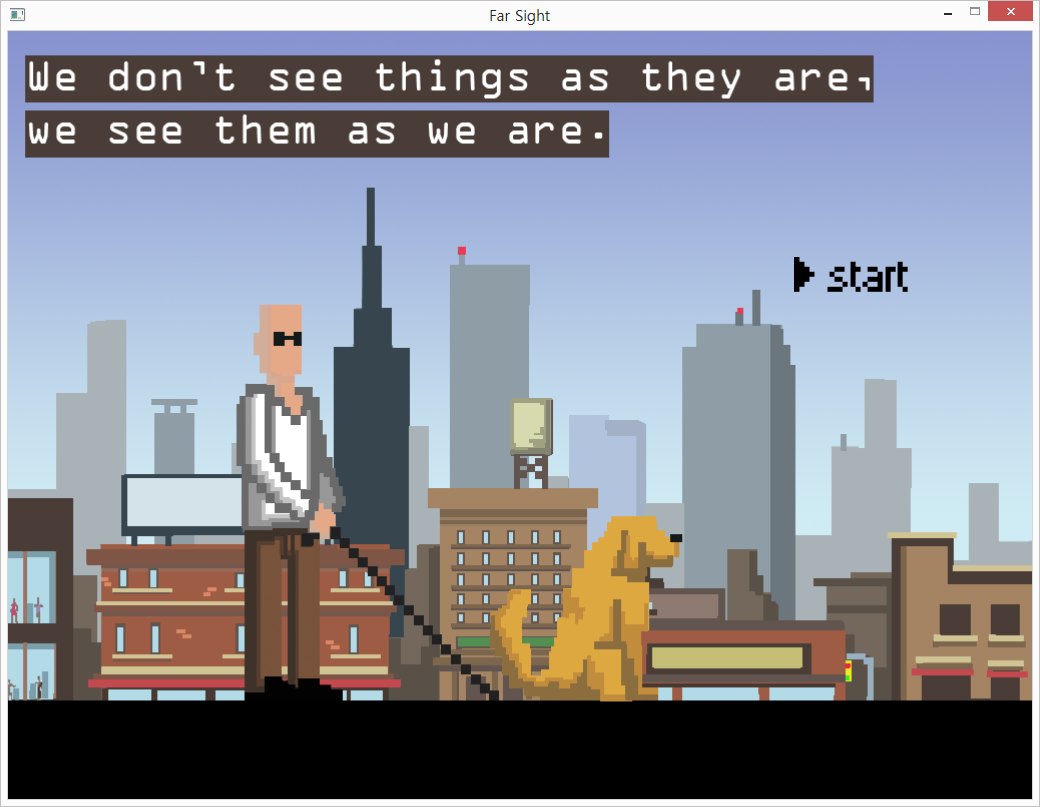 Far Sight
We don't see things as they are,
we see them as we are.
start